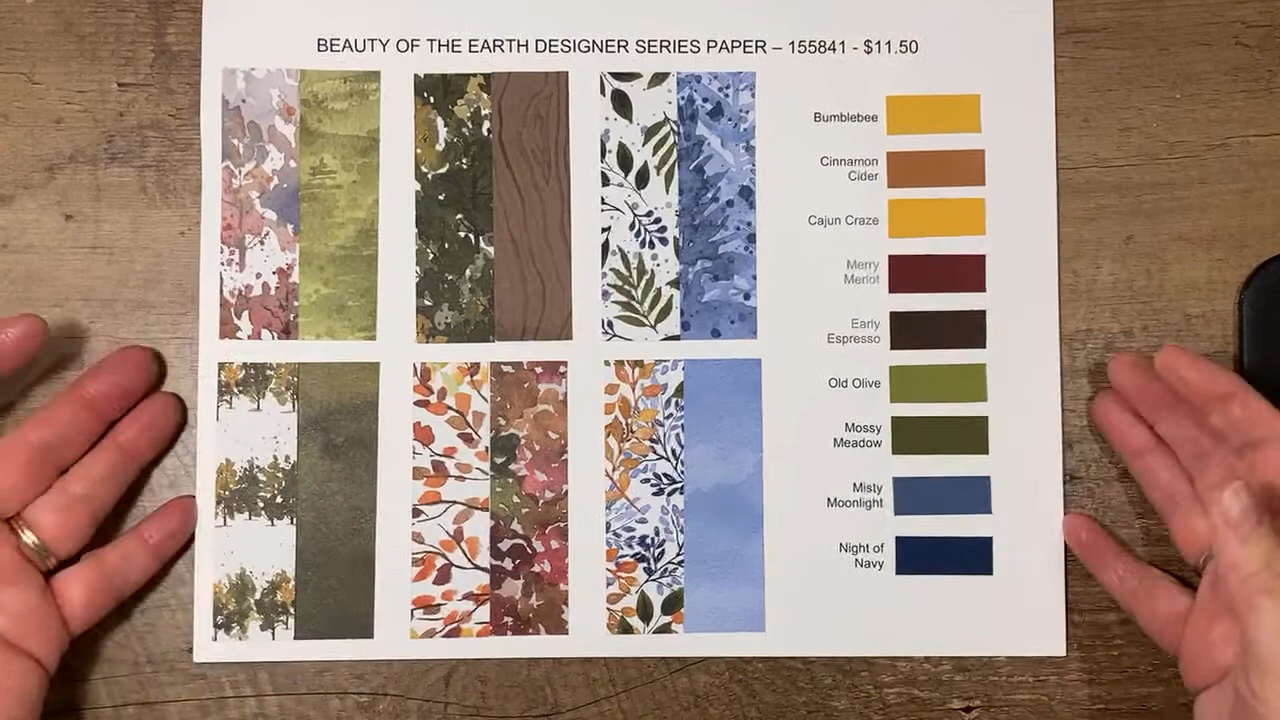 BEAUTY OF THE EARTH DESIGNER SERIES PAPER – 155841 - $11.50
Bumblebee
Cinnamon
Cider
Cajun Craze
Merry
Merlot
Early
Espresso
Old Olive
Mossy
Meadow
Misty
Moonlight
Night of
Navy